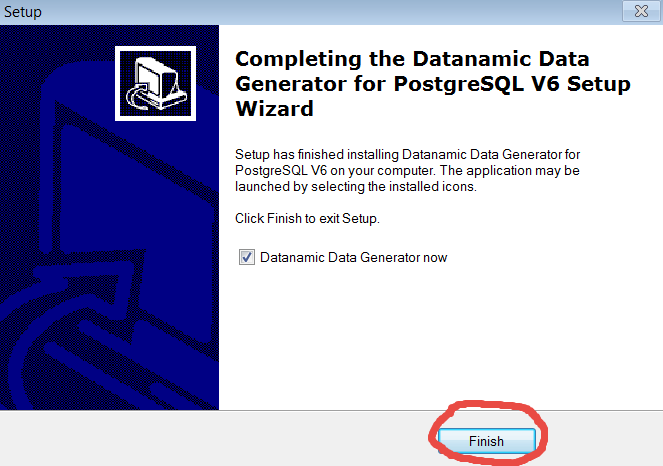 Setup
Completing the Datanamic Data
Generator for PostgreSQL V6 Setup
Wizard
Setup has finished installing Datanamic Data Generator for
PostgreSQL V6 on your computer. The application may be
launched by selecting the installed icons.
Click Finish to exit Setup.
Datanamic Data Generator now
Finish